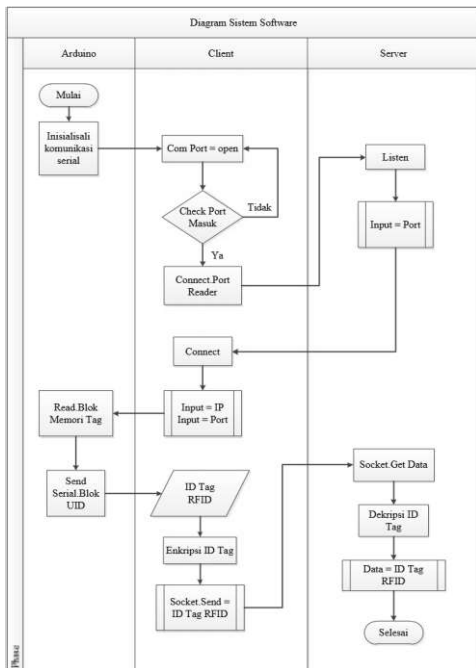 Diagram Sistem Software
Arduino
Client
Server
Mulai
Inisialisali
komunikasi
serial
Com Port = open
Check Port
Masuk
Tidak
Ya
Connect.Port
Reader
Listen
Input = Port
Connect
Input = IP
Input = Port
Read.Blok
Memori Tag
Send
Serial.Blok
UID
ID Tag
RFID
Enkripsi ID Tag
Socket.Send =
ID Tag RFID
Socket.Get Data
Dekripsi ID
Tag
Data = ID Tag
RFID
Selesai
Phase